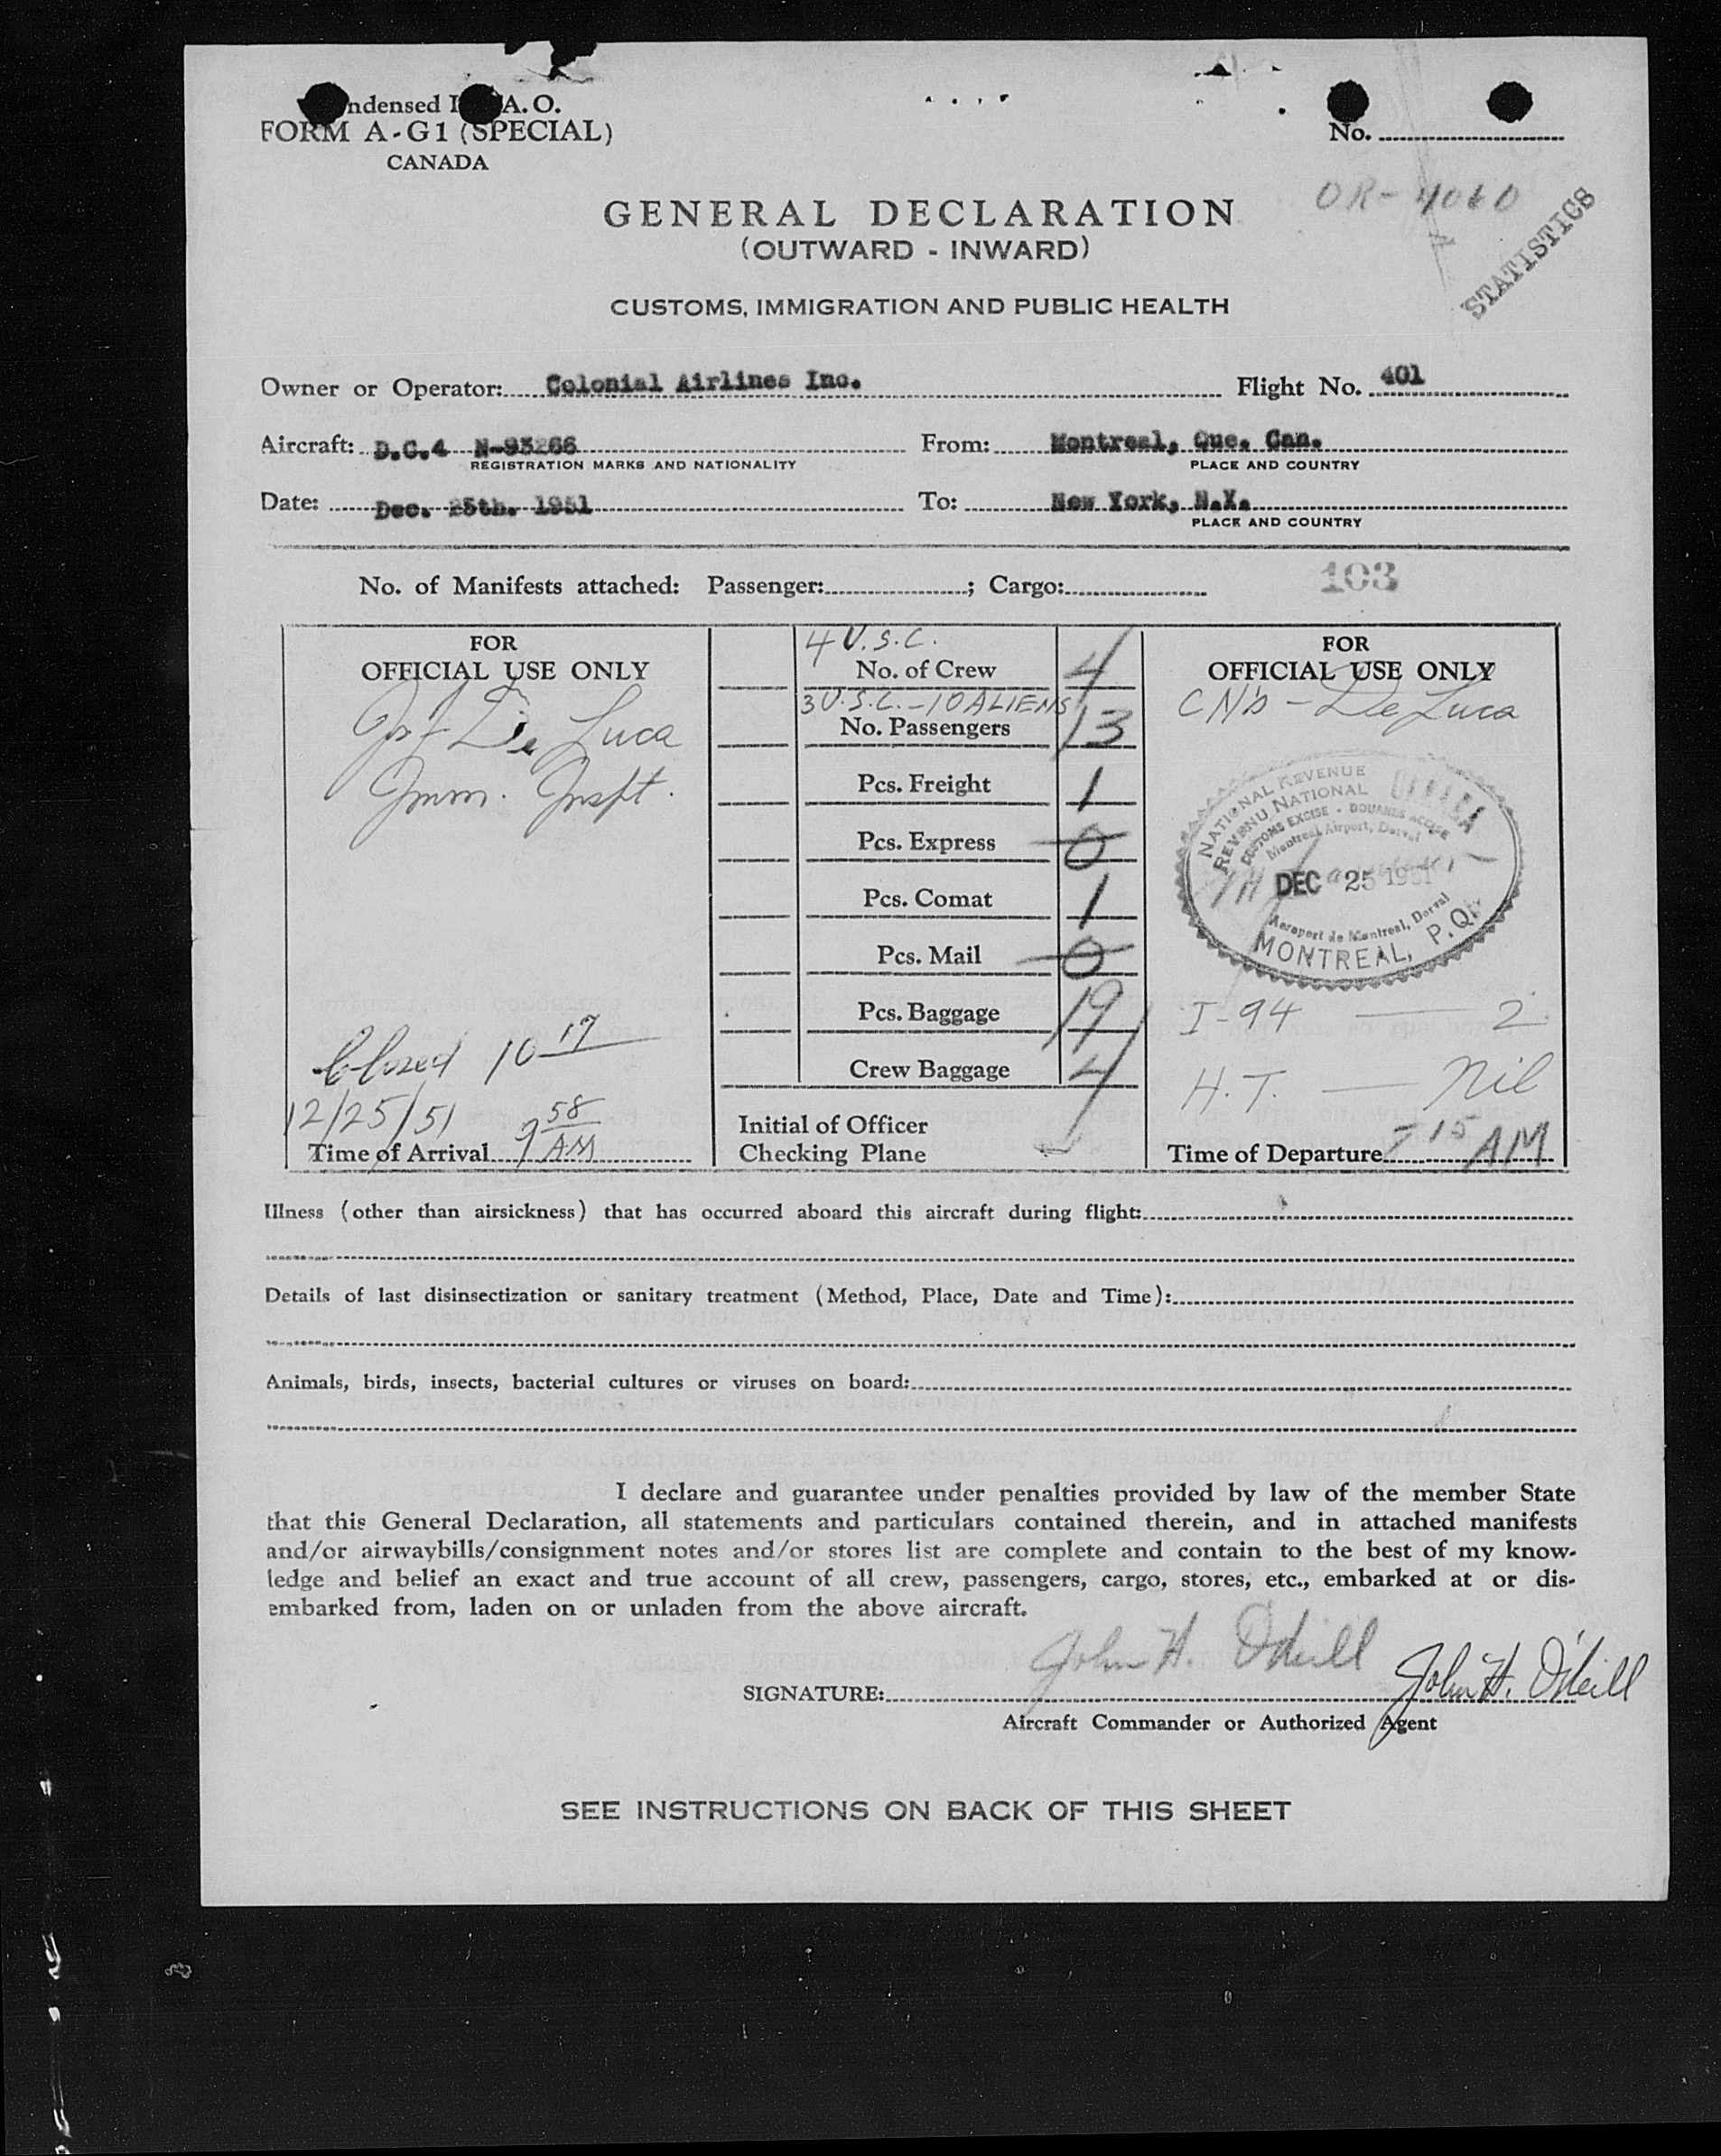 ndensed I A. O.
FORM A-G1 (SPECIAL)
CANADA
No.
OR-4060
STATISTICS
GENERAL DECLARATION
(OUTWARD - INWARD)
CUSTOMS, IMMIGRATION AND PUBLIC HEALTH
Owner or Operator: Colonial Airlines Inc. Flight No. 401
Aircraft: D.C.4 N-93266 From: Montreal, Que. Can.
REGISTRATION MARKS AND NATIONALITY PLACE AND COUNTRY
Date: Dec. 25th. 1951 To: New York, N.Y.
PLACE AND COUNTRY
No. of Manifests attached: Passenger: ; Cargo: 103
FOR
OFFICIAL USE ONLY
De Luca
Imm. Inspt.
Closed 10 17
12/25/51
Time of Arrival 9 58 AM
4 U.S.C.
No. of Crew 4
3 U.S.C. - 10 ALIENS
No. Passengers 13
Pcs. Freight 1
Pcs. Express 0
Pcs. Comat 1
Pcs. Mail 0
Pcs. Baggage 19
Crew Baggage 4
Initial of Officer
Checking Plane
FOR
OFFICIAL USE ONLY
De Luca
NATIONAL REVENUE
REVENU NATIONAL
CANADA
CUSTOMS EXCISE - DOUANES ACCISE
Montreal Airport, Dorval
DEC 25 1951
Aeroport de Montreal, Dorval
MONTREAL, P.Q.
I-94 — 2
H.T. — Nil
Time of Departure 7 15 AM
Illness (other than airsickness) that has occurred aboard this aircraft during flight:
Details of last disinsectization or sanitary treatment (Method, Place, Date and Time):
Animals, birds, insects, bacterial cultures or viruses on board:
I declare and guarantee under penalties provided by law of the member State
that this General Declaration, all statements and particulars contained therein, and in attached manifests
and/or airwaybills/consignment notes and/or stores list are complete and contain to the best of my know-
ledge and belief an exact and true account of all crew, passengers, cargo, stores, etc., embarked at or dis-
embarked from, laden on or unladen from the above aircraft.
John H. O'Neill
SIGNATURE: John H. O'Neill
Aircraft Commander or Authorized Agent
SEE INSTRUCTIONS ON BACK OF THIS SHEET